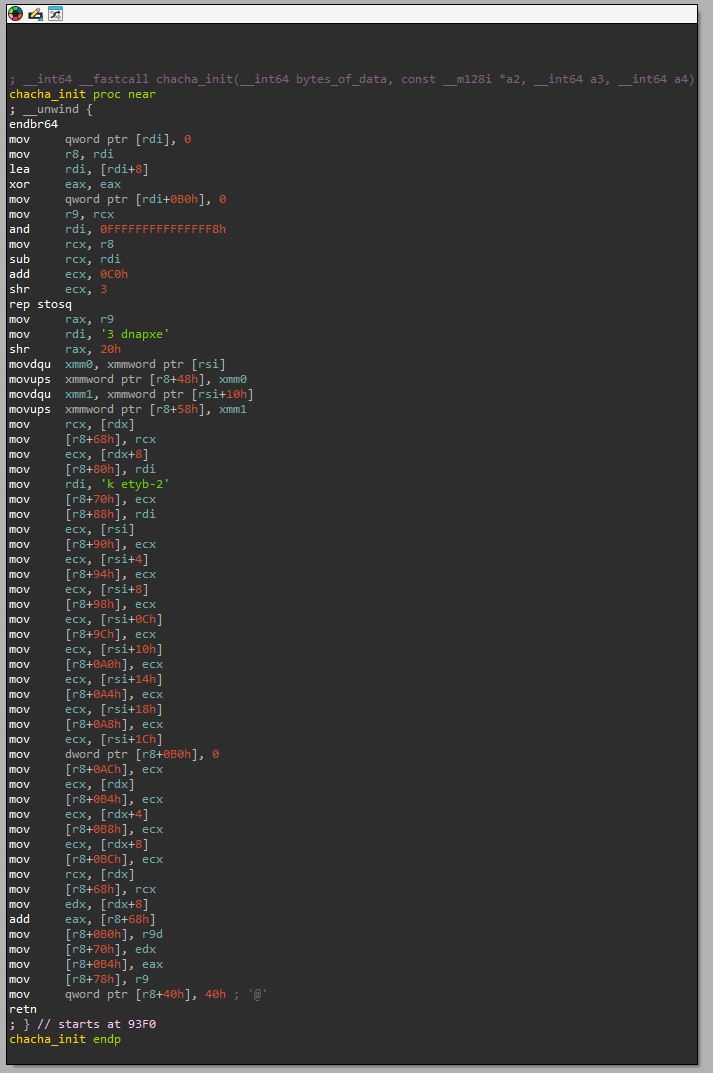 ; __int64 __fastcall chacha_init(__int64 bytes_of_data, const __m128i *a2, __int64 a3, __int64 a4)
chacha_init proc near
; __unwind {
endbr64
mov     qword ptr [rdi], 0
mov     r8, rdi
lea     rdi, [rdi+8]
xor     eax, eax
mov     qword ptr [rdi+0B0h], 0
mov     r9, rcx
and     rdi, 0FFFFFFFFFFFFFFF8h
mov     rcx, r8
sub     rcx, rdi
add     ecx, 0C0h
shr     ecx, 3
rep stosq
mov     rax, r9
mov     rdi, '3 dnapxe'
shr     rax, 20h
movdqu  xmm0, xmmword ptr [rsi]
movups  xmmword ptr [r8+48h], xmm0
movdqu  xmm1, xmmword ptr [rsi+10h]
movups  xmmword ptr [r8+58h], xmm1
mov     rcx, [rdx]
mov     [r8+68h], rcx
mov     ecx, [rdx+8]
mov     [r8+80h], rdi
mov     rdi, 'k etyb-2'
mov     [r8+70h], ecx
mov     [r8+88h], rdi
mov     ecx, [rsi]
mov     [r8+90h], ecx
mov     ecx, [rsi+4]
mov     [r8+94h], ecx
mov     ecx, [rsi+8]
mov     [r8+98h], ecx
mov     ecx, [rsi+0Ch]
mov     [r8+9Ch], ecx
mov     ecx, [rsi+10h]
mov     [r8+0A0h], ecx
mov     ecx, [rsi+14h]
mov     [r8+0A4h], ecx
mov     ecx, [rsi+18h]
mov     [r8+0A8h], ecx
mov     ecx, [rsi+1Ch]
mov     dword ptr [r8+0B0h], 0
mov     [r8+0ACh], ecx
mov     ecx, [rdx]
mov     [r8+0B4h], ecx
mov     ecx, [rdx+4]
mov     [r8+0B8h], ecx
mov     ecx, [rdx+8]
mov     [r8+0BCh], ecx
mov     rcx, [rdx]
mov     [r8+68h], rcx
mov     edx, [rdx+8]
add     eax, [r8+68h]
mov     [r8+0B0h], r9d
mov     [r8+70h], edx
mov     [r8+0B4h], eax
mov     [r8+78h], r9
mov     qword ptr [r8+40h], 40h ; '@'
retn
; } // starts at 93F0
chacha_init endp